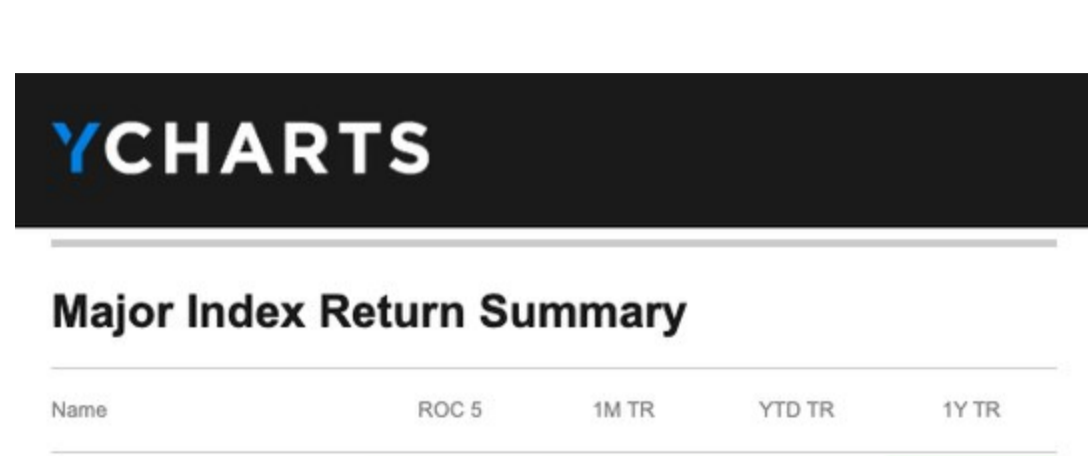 YCHARTS
Major Index Return Summary
Name ROC 5 1M TR YTD TR 1Y TR